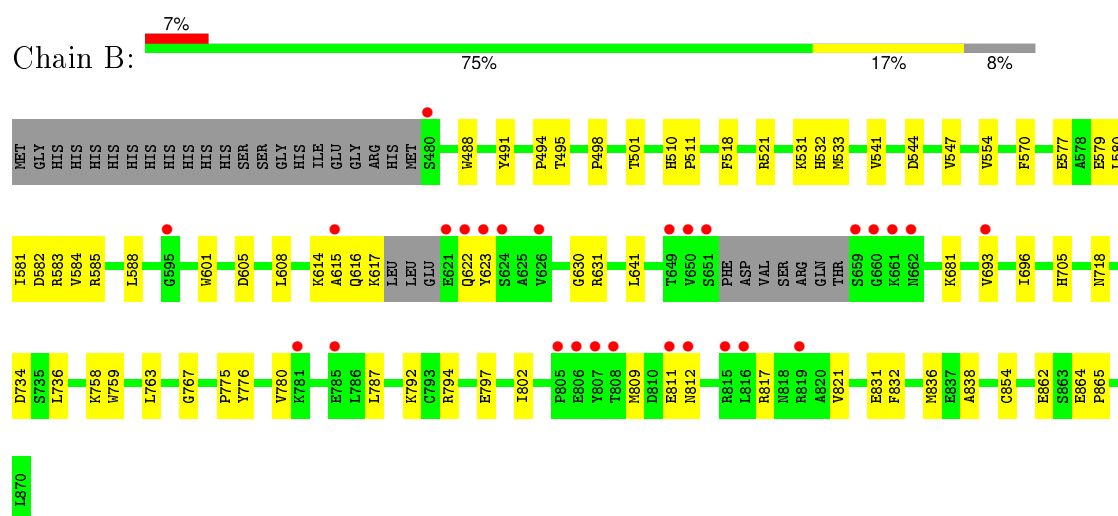 7%
Chain B:
75% 17% 8%
MET GLY HIS HIS HIS HIS HIS HIS HIS HIS HIS HIS SER SER GLY HIS ILE GLU GLY ARG HIS MET S480 W488 Y491 P494 T495 P498 T501 H510 P511 F518 R521 K531 H532 M533 V541 D544 V547 V554 F570 E577 A578 E579 L580
I581 D582 R583 V584 R585 L588 G595 W601 D605 L608 K614 A615 Q616 K617 LEU LEU GLU E621 Q622 Y623 S624 A625 V626 G630 R631 L641 T649 V650 S651 PHE ASP VAL SER ARG GLN THR S659 G660 K661 N662 K681 V693 I696 H705 N718
D734 S735 L736 K758 W759 L763 G767 P775 Y776 V780 K781 E785 L786 L787 K792 C793 R794 E797 I802 P805 E806 Y807 T808 M809 D810 E811 N812 R815 L816 R817 N818 R819 A820 V821 E831 F832 M836 E837 A838 C854 E862 S863 E864 P865
L870